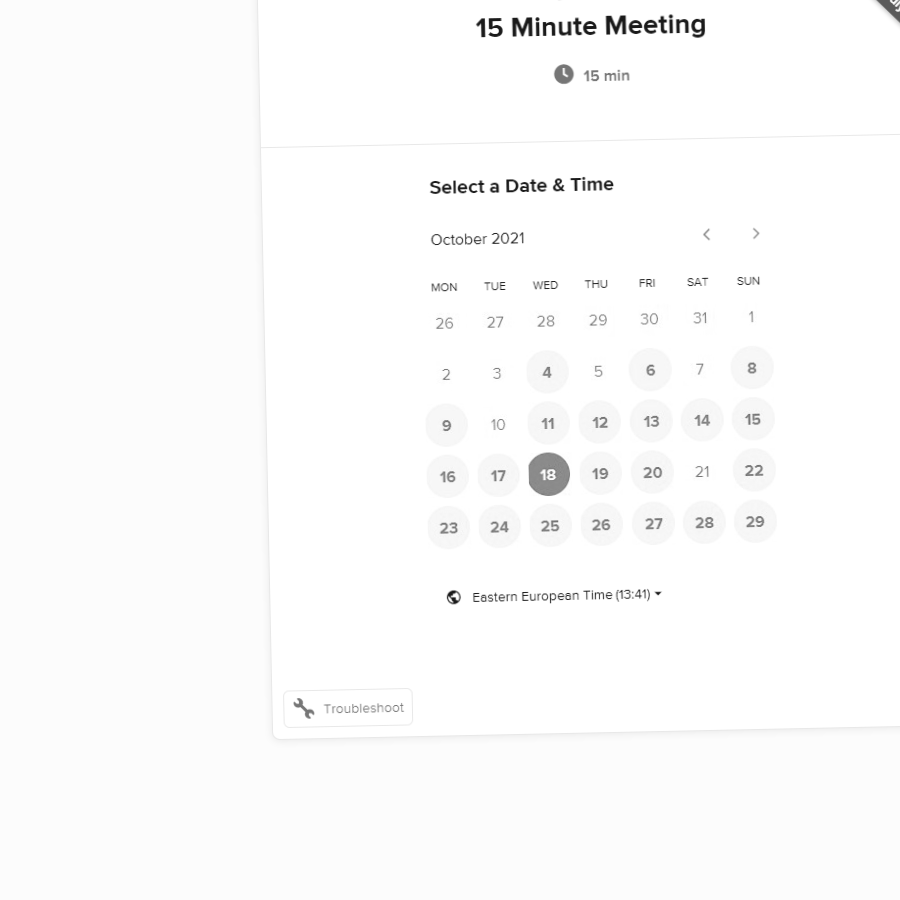 15 Minute Meeting
15 min
Select a Date & Time
October 2021
MON TUE WED THU FRI SAT SUN
26 27 28 29 30 31 1
2 3 4 5 6 7 8
9 10 11 12 13 14 15
16 17 18 19 20 21 22
23 24 25 26 27 28 29
Eastern European Time (13:41)
Troubleshoot